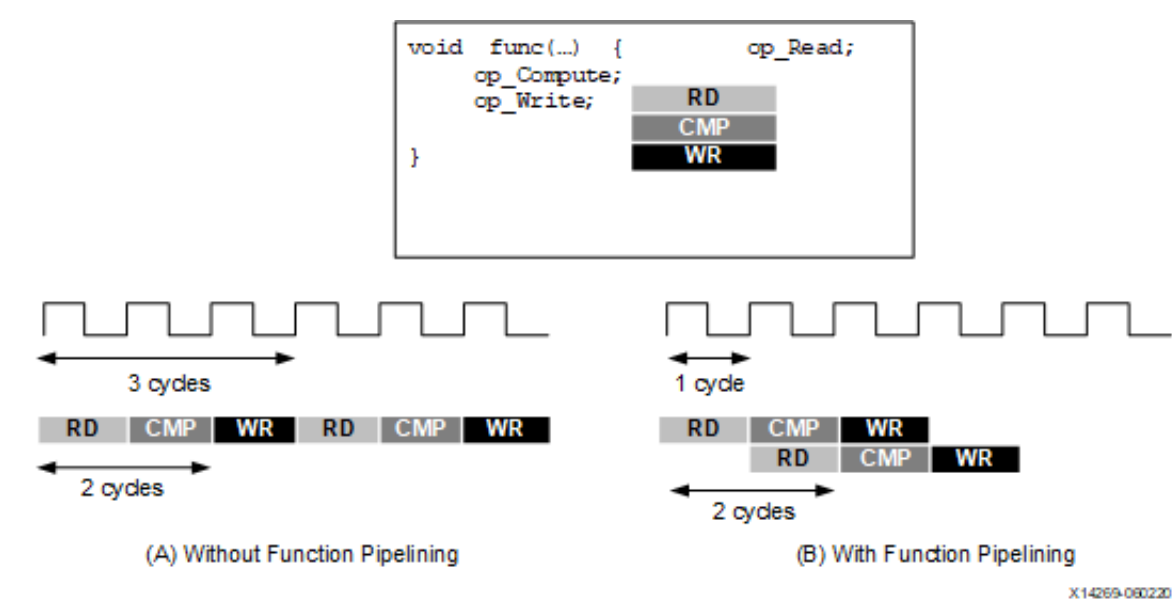 void func(…) { op_Read;
op_Compute;
op_Write;
RD
CMP
WR
}
3 cycles
RD CMP WR RD CMP WR
2 cycles
(A) Without Function Pipelining
1 cycle
RD CMP WR
RD CMP WR
2 cycles
(B) With Function Pipelining
X14269-060220